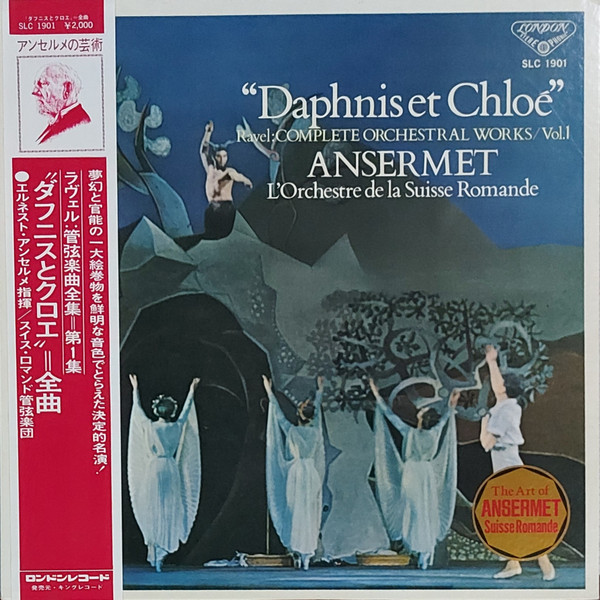 「ダフニスとクロエ」=全曲
SLC 1901 ¥2,000
アンセルメの芸術
夢幻と官能の一大絵巻物を鮮明な音色でとらえた決定的名演!
ラヴェル:管弦楽曲全集=第1集
"ダフニスとクロエ"=全曲
●エルネスト・アンセルメ指揮/スイス・ロマンド管弦楽団
ロンドンレコード
発売元・キングレコード
LONDON
SLC 1901
"Daphnis et Chloé"
Ravel: COMPLETE ORCHESTRAL WORKS/Vol.1
ANSERMET
L'Orchestre de la Suisse Romande
The Art of
ANSERMET
Suisse Romande